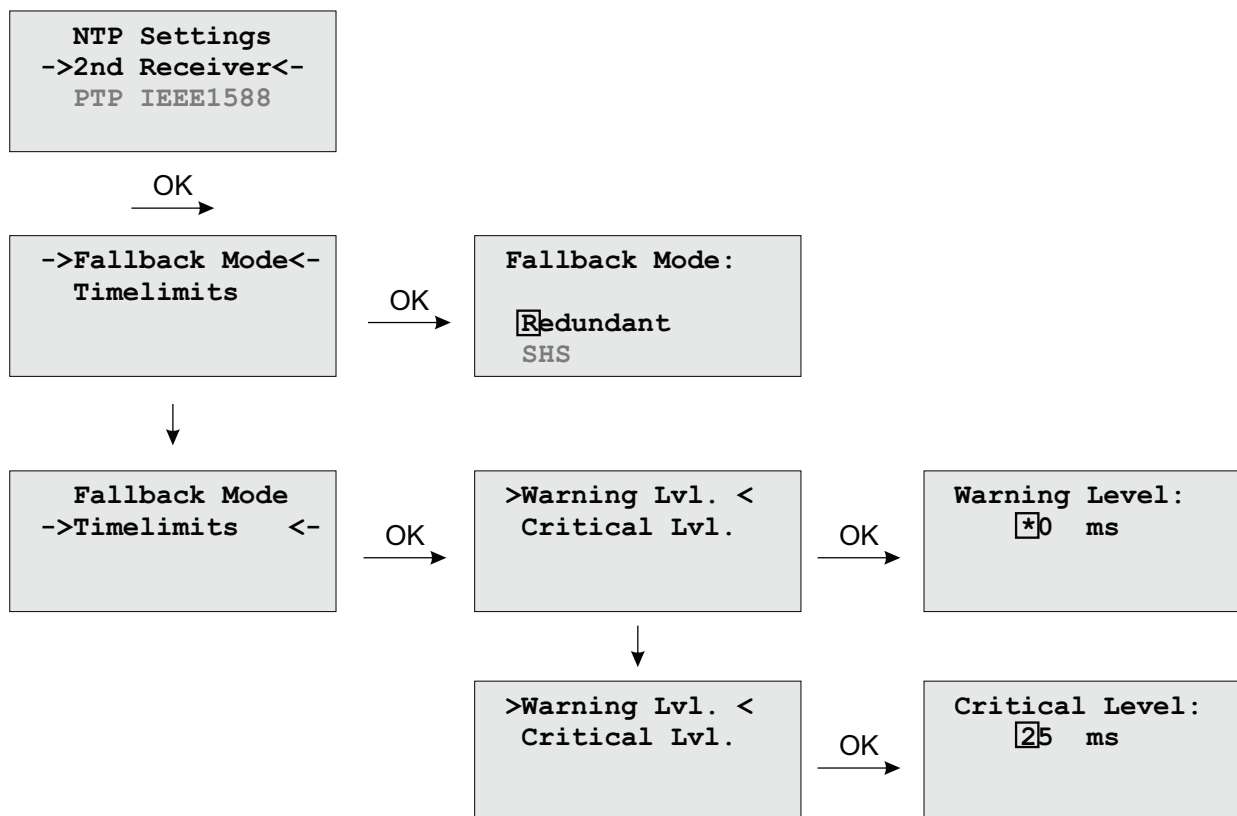 NTP Settings
->2nd Receiver<-
PTP IEEE1588
OK
->Fallback Mode<-
Timelimits
OK
Fallback Mode:
Redundant
SHS
Fallback Mode
->Timelimits <-
OK
>Warning Lvl. <
Critical Lvl.
OK
Warning Level:
*0 ms
>Warning Lvl. <
Critical Lvl.
OK
Critical Level:
25 ms